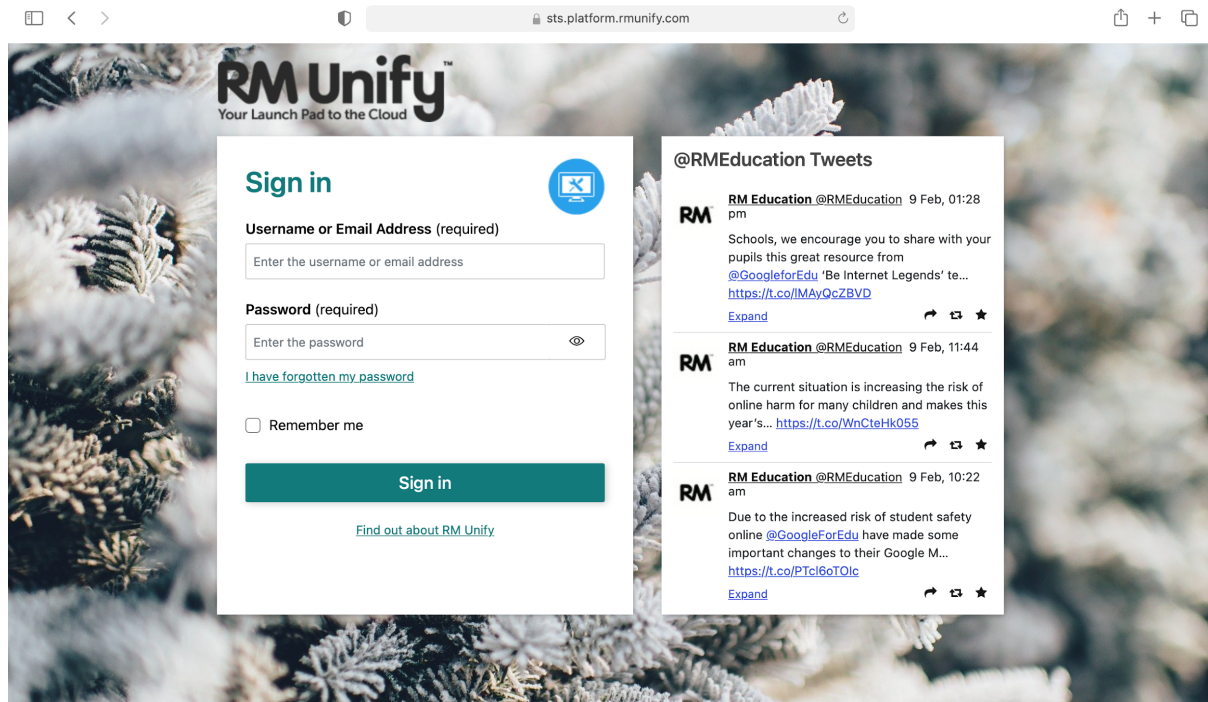 sts.platform.rmunify.com
RM Unify™
Your Launch Pad to the Cloud
Sign in
Username or Email Address (required)
Enter the username or email address
Password (required)
Enter the password
I have forgotten my password
Remember me
Sign in
Find out about RM Unify
@RMEducation Tweets
RM
RM Education @RMEducation 9 Feb, 01:28
pm
Schools, we encourage you to share with your
pupils this great resource from
@GoogleforEdu 'Be Internet Legends' te...
https://t.co/lMAyQcZBVD
Expand
RM
RM Education @RMEducation 9 Feb, 11:44
am
The current situation is increasing the risk of
online harm for many children and makes this
year's... https://t.co/WnCteHk055
Expand
RM
RM Education @RMEducation 9 Feb, 10:22
am
Due to the increased risk of student safety
online @GoogleForEdu have made some
important changes to their Google M...
https://t.co/PTcl6oTOlc
Expand